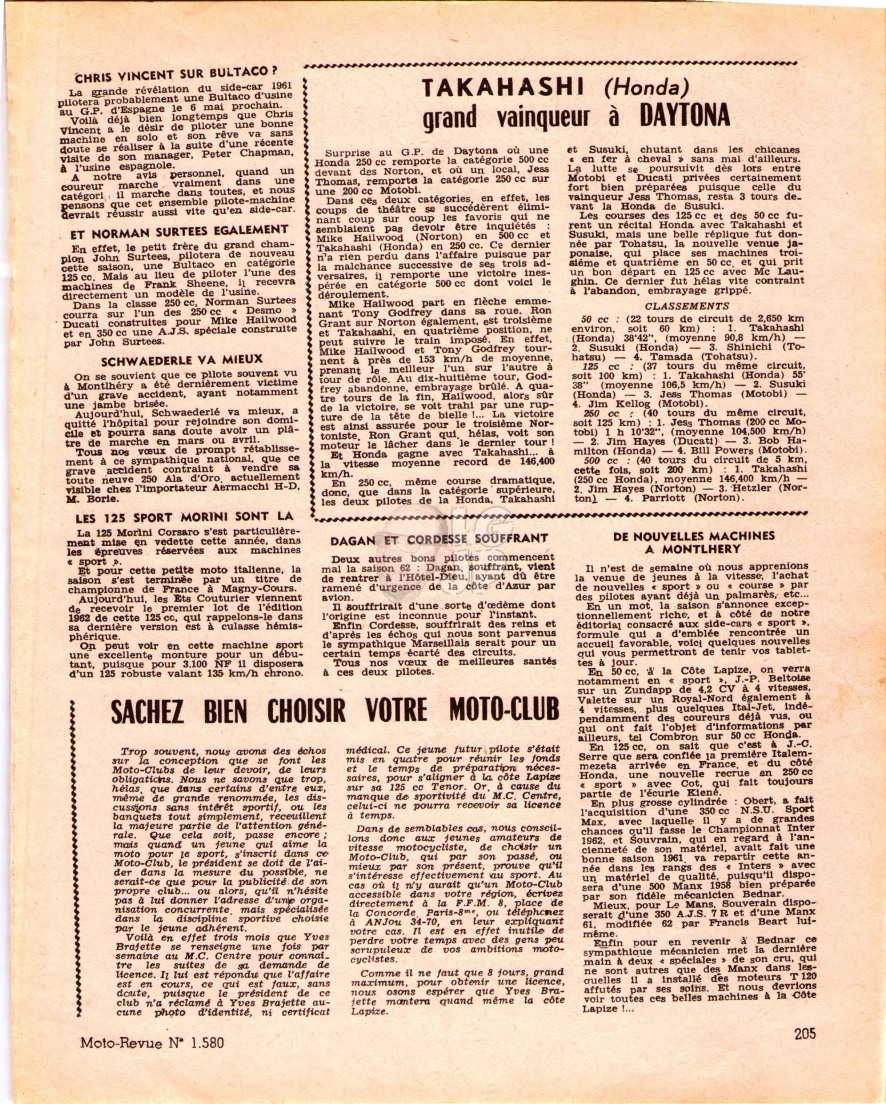 CHRIS VINCENT SUR BULTACO ?
La grande révélation du side-car 1961
pilotera probablement une Bultaco d'usine
au G.P. d'Espagne le 6 mai prochain.
Voilà déjà bien longtemps que Chris
Vincent a le désir de piloter une bonne
machine en solo et son rêve va sans
doute se réaliser à la suite d'une récente
visite de son manager, Peter Chapman,
à l'usine espagnole.
A notre avis personnel, quand un
coureur marche vraiment dans une
catégori, il marche dans toutes, et nous
pensons que cet ensemble pilote-machine
devrait réussir aussi vite qu'en side-car.
ET NORMAN SURTEES EGALEMENT
En effet, le petit frère du grand cham-
pion John Surtees, pilotera de nouveau
cette saison, une Bultaco en catégorie
125 cc. Mais au lieu de piloter l'une des
machines de Frank Sheene, il recevra
directement un modèle de l'usine.
Dans la classe 250 cc, Norman Surtees
courra sur l'un des 250 cc « Desmo »
Ducati construites pour Mike Hailwood
et en 350 cc une A.J.S. spéciale construite
par John Surtees.
SCHWAEDERLE VA MIEUX
On se souvient que ce pilote souvent vu
à Montlhéry a été dernièrement victime
d'un grave accident, ayant notamment
une jambe brisée.
Aujourd'hui, Schwaederlé va mieux, a
quitté l'hôpital pour rejoindre son domi-
cile et pourra sans doute avoir un plâ-
tre de marche en mars ou avril.
Tous nos vœux de prompt rétablisse-
ment à ce sympathique national, que ce
grave accident contraint à vendre sa
toute neuve 250 Ala d'Oro, actuellement
visible chez l'importateur Aermacchi H-D,
M. Borie.
LES 125 SPORT MORINI SONT LA
La 125 Morini Corsaro s'est particulière-
ment mise en vedette cette année, dans
les épreuves réservées aux machines
« sport ».
Et pour cette petite moto italienne, la
saison s'est terminée par un titre de
championne de France à Magny-Cours.
Aujourd'hui, les Ets Couturier viennent
de recevoir le premier lot de l'édition
1962 de cette 125 cc, qui rappelons-le dans
sa dernière version est à culasse hémis-
phérique.
On peut voir en cette machine sport
une excellente monture pour un débu-
tant, puisque pour 3.100 NF il disposera
d'un 125 robuste valant 135 km/h chrono.
TAKAHASHI (Honda)
grand vainqueur à DAYTONA
Surprise au G.P. de Daytona où une
Honda 250 cc remporte la catégorie 500 cc
devant des Norton, et où un local, Jess
Thomas, remporte la catégorie 250 cc sur
une 200 cc Motobi.
Dans ces deux catégories, en effet, les
coups de théâtre se succédèrent élimi-
nant coup sur coup les favoris qui ne
semblaient pas devoir être inquiétés :
Mike Hailwood (Norton) en 500 cc et
Takahashi (Honda) en 250 cc. Ce dernier
n'a rien perdu dans l'affaire puisque par
la malchance successive de ses trois ad-
versaires, il remporte une victoire ines-
pérée en catégorie 500 cc dont voici le
déroulement.
Mike Hailwood part en flèche emme-
nant Tony Godfrey dans sa roue. Ron
Grant sur Norton également, est troisième
et Takahashi, en quatrième position, ne
peut suivre le train imposé. En effet,
Mike Hailwood et Tony Godfrey tour-
nent à près de 153 km/h de moyenne,
prenant le meilleur l'un sur l'autre à
tour de rôle. Au dix-huitième tour, God-
frey abandonne, embrayage brûlé. A qua-
tre tours de la fin, Hailwood, alors sûr
de la victoire, se voit trahi par une rup-
ture de la tête de bielle !... La victoire
est ainsi assurée pour le troisième Nor-
toniste, Ron Grant qui, hélas, voit son
moteur le lâcher dans le dernier tour !
Et Honda gagne avec Takahashi... à
la vitesse moyenne record de 146,400
km/h.
En 250 cc, même course dramatique,
donc, que dans la catégorie supérieure,
les deux pilotes de la Honda, Takahashi
et Susuki, chutant dans les chicanes
« en fer à cheval » sans mal d'ailleurs.
La lutte se poursuivit dès lors entre
Motobi et Ducati privées certainement
fort bien préparées puisque celle du
vainqueur Jess Thomas, resta 3 tours de-
vant la Honda de Susuki.
Les courses des 125 cc et des 50 cc fu-
rent un récital Honda avec Takahashi et
Susuki, mais une belle réplique fut don-
née par Tohatsu, la nouvelle venue ja-
ponaise, qui place ses machines troi-
sième et quatrième en 50 cc et qui prit
un bon départ en 125 cc avec Mc Lau-
ghin. Ce dernier fut hélas vite contraint
à l'abandon, embrayage grippé.
CLASSEMENTS
50 cc : (22 tours de circuit de 2,650 km
environ, soit 60 km) : 1. Takahashi
(Honda) 38'42", (moyenne 90,8 km/h) —
2. Susuki (Honda) — 3. Shinichi (To-
hatsu) — 4. Tamada (Tohatsu).
125 cc : (37 tours du même circuit,
soit 100 km) : 1. Takahashi (Honda) 55'
38" (moyenne 106,5 km/h) — 2. Susuki
(Honda) — 3. Jess Thomas (Motobi) —
4. Jim Kellog (Motobi).
250 cc : (40 tours du même circuit,
soit 125 km) : 1. Jess Thomas (200 cc Mo-
tobi) 1 h 10'32", (moyenne 104,500 km/h)
— 2. Jim Hayes (Ducati) — 3. Bob Ha-
milton (Honda) — 4. Bill Powers (Motobi).
500 cc : (40 tours du circuit de 5 km,
cette fois, soit 200 km) : 1. Takahashi
(250 cc Honda), moyenne 146,400 km/h —
2. Jim Hayes (Norton) — 3. Hetzler (Nor-
ton) — 4. Parriott (Norton).
DAGAN ET CORDESSE SOUFFRANT
Deux autres bons pilotes commencent
mal la saison 62 : Dagan, souffrant, vient
de rentrer à l'Hôtel-Dieu, ayant dû être
ramené d'urgence de la côte d'Azur par
avion.
Il souffrirait d'une sorte d'œdème dont
l'origine est inconnue pour l'instant.
Enfin Cordesse, souffrirait des reins et
d'après les échos qui nous sont parvenus
le sympathique Marseillais serait pour un
certain temps écarté des circuits.
Tous nos vœux de meilleures santés
à ces deux pilotes.
DE NOUVELLES MACHINES
A MONTLHERY
Il n'est de semaine où nous apprenions
la venue de jeunes à la vitesse, l'achat
de nouvelles « sport » ou « course » par
des pilotes ayant déjà un palmarès, etc...
En un mot, la saison s'annonce excep-
tionnellement riche, et à côté de notre
éditorial consacré aux side-cars « sport »,
formule qui a d'emblée rencontrée un
accueil favorable, voici quelques nouvelles
qui vous permettront de tenir vos tablet-
tes à jour.
En 50 cc, à la Côte Lapize, on verra
notamment en « sport », J.-P. Beltoise
sur un Zundapp de 4,2 CV à 4 vitesses,
Valette sur un Royal-Nord également à
4 vitesses, plus quelques Ital-Jet, indé-
pendamment des coureurs déjà vus, ou
qui ont fait l'objet d'informations par
ailleurs, tel Combron sur 50 cc Honda.
En 125 cc, on sait que c'est à J.-C.
Serre que sera confiée la première Italem-
mezeta arrivée en France, et du côté
Honda, une nouvelle recrue an 250 cc
« sport » avec Cot, qui fait toujours
partie de l'écurie Klené.
En plus grosse cylindrée : Obert, a fait
l'acquisition d'une 350 cc N.S.U. Sport
Max, avec laquelle il y a de grandes
chances qu'il fasse le Championnat Inter
1962, et Souvrain, qui en regard à l'an-
cienneté de son matériel, avait fait une
bonne saison 1961, va repartir cette an-
née dans les rangs des « Inters » avec
un matériel de qualité, puisqu'il dispo-
sera d'une 500 Manx 1958 bien préparée
par son fidèle mécanicien Bednar.
Mieux, pour Le Mans, Souverain dispo-
serait d'une 350 A.J.S. 7 R et d'une Manx
61, modifiée 62 par Francis Beart lui-
même.
Enfin pour en revenir à Bednar ce
sympathique mécanicien met la dernière
main à deux « spéciales » de son cru, qui
ne sont autres que des Manx dans les-
quelles il a installé des moteurs T 120
affutés par ses soins. Et nous devrions
voir toutes ces belles machines à la Côte
Lapize !...
SACHEZ BIEN CHOISIR VOTRE MOTO-CLUB
Trop souvent, nous avons des échos
sur la conception que se font les
Moto-Clubs de leur devoir, de leurs
obligations. Nous ne savons que trop,
hélas, que dans certains d'entre eux,
même de grande renommée, les dis-
cussions sans intérêt sportif, ou les
banquets tout simplement, receuillent
la majeure partie de l'attention géné-
rale. Que cela soit, passe encore ;
mais quand un jeune qui aime la
moto pour le sport, s'inscrit dans ce
Moto-Club, le président se doit de l'ai-
der dans la mesure du possible, ne
serait-ce que pour la publicité de son
propre club... ou alors, qu'il n'hésite
pas à lui donner l'adresse d'une orga-
nisation concurrente, mais spécialisée
dans la discipline sportive choisie
par le jeune adhérent.
Voilà en effet trois mois que Yves
Brajette se renseigne une fois par
semaine au M.C. Centre pour connaî-
tre les suites de sa demande de
licence. Il lui est répondu que l'affaire
est en cours, ce qui est faux, sans
doute, puisque le président de ce
club n'a réclamé à Yves Brajette au-
cune photo d'identité, ni certificat
médical. Ce jeune futur pilote s'était
mis en quatre pour réunir les fonds
et le temps de préparation néces-
saires, pour s'aligner à la côte Lapize
sur sa 125 cc Tenor. Or, à cause du
manque de sportivité du M.C. Centre,
celui-ci ne pourra recevoir sa licence
à temps.
Dans de semblables cas, nous conseil-
lons donc aux jeunes amateurs de
vitesse motocycliste, de choisir un
Moto-Club, qui par son passé, ou
mieux par son présent, prouve qu'il
s'intéresse effectivement au sport. Au
cas où il n'y aurait qu'un Moto-Club
accessible dans votre région, écrivez
directement à la F.F.M. 8, place de
la Concorde, Paris-8me, ou téléphonez
à ANJou 34-70, en leur expliquant
votre cas. Il est en effet inutile de
perdre votre temps avec des gens peu
scrupuleux de vos ambitions moto-
cyclistes.
Comme il ne faut que 8 jours, grand
maximum, pour obtenir une licence,
nous osons espérer que Yves Bra-
jette montera quand même la côte
Lapize.
Moto-Revue N° 1.580
205